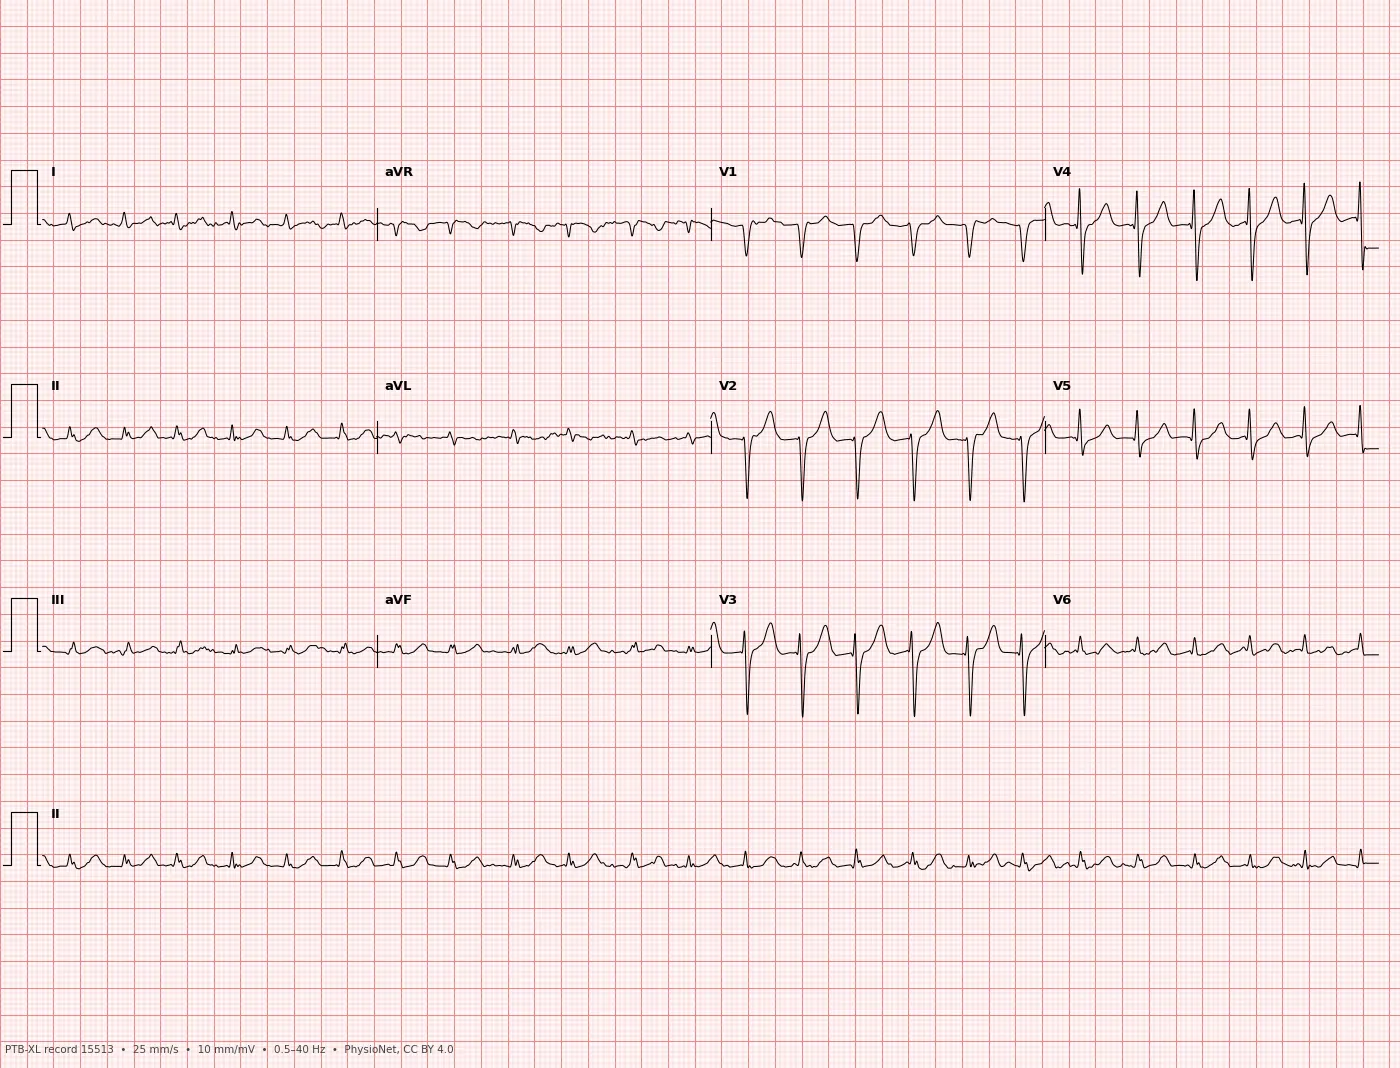 I aVR V1 V4
II aVL V2 V5
III aVF V3 V6
II
PTB-XL record 15513 • 25 mm/s • 10 mm/mV • 0.5–40 Hz • PhysioNet, CC BY 4.0